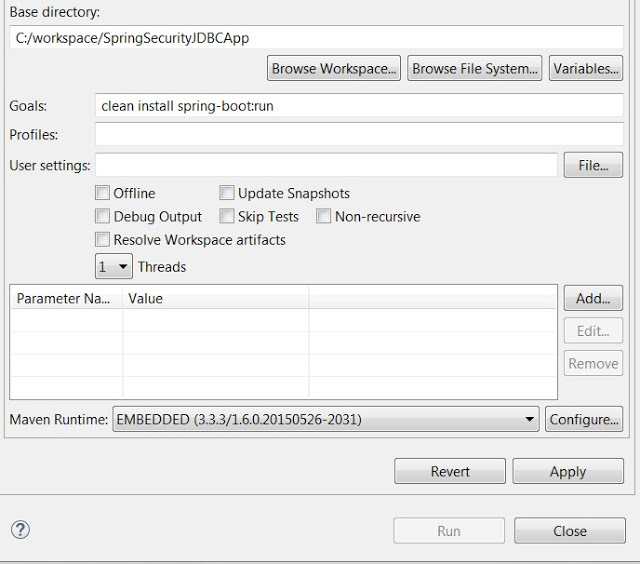 Base directory:
C:/workspace/SpringSecurityJDBCApp
Browse Workspace... Browse File System... Variables...
Goals: clean install spring-boot:run
Profiles:
User settings: File...
Offline Update Snapshots
Debug Output Skip Tests Non-recursive
Resolve Workspace artifacts
1 Threads
Parameter Na... Value Add...
Edit...
Remove
Maven Runtime: EMBEDDED (3.3.3/1.6.0.20150526-2031) Configure...
Revert Apply
? Run Close